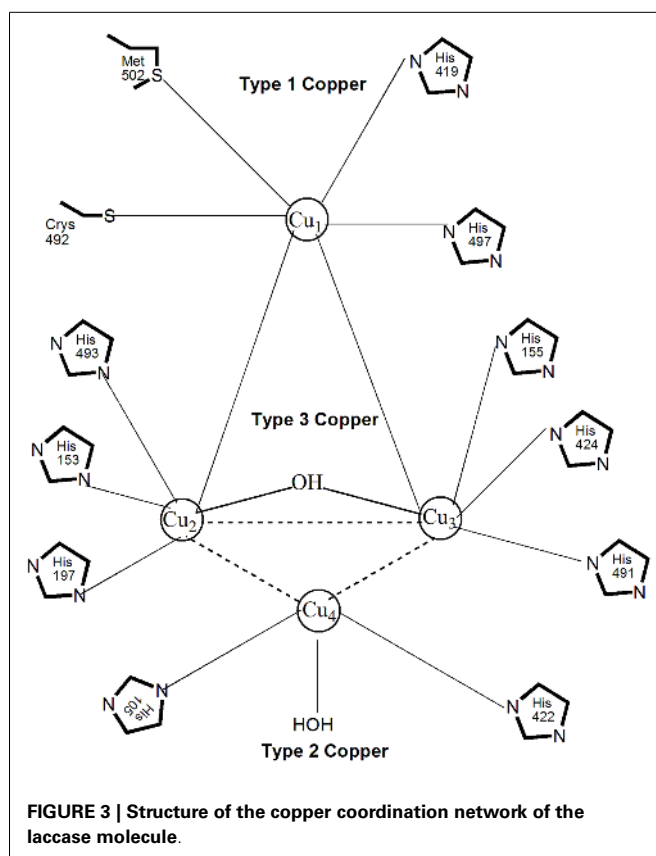 Met
502
S
Type 1 Copper
His
419
N
N
Crys
492
S
Cu1
N
His
497
N
N
His
493
N
N
His
155
N
Type 3 Copper
N
His
153
N
N
His
424
N
OH
Cu2
Cu3
N
His
197
N
N
His
491
N
Cu4
N
His
105
N
HOH
N
His
422
N
Type 2 Copper
FIGURE 3 | Structure of the copper coordination network of the
laccase molecule.